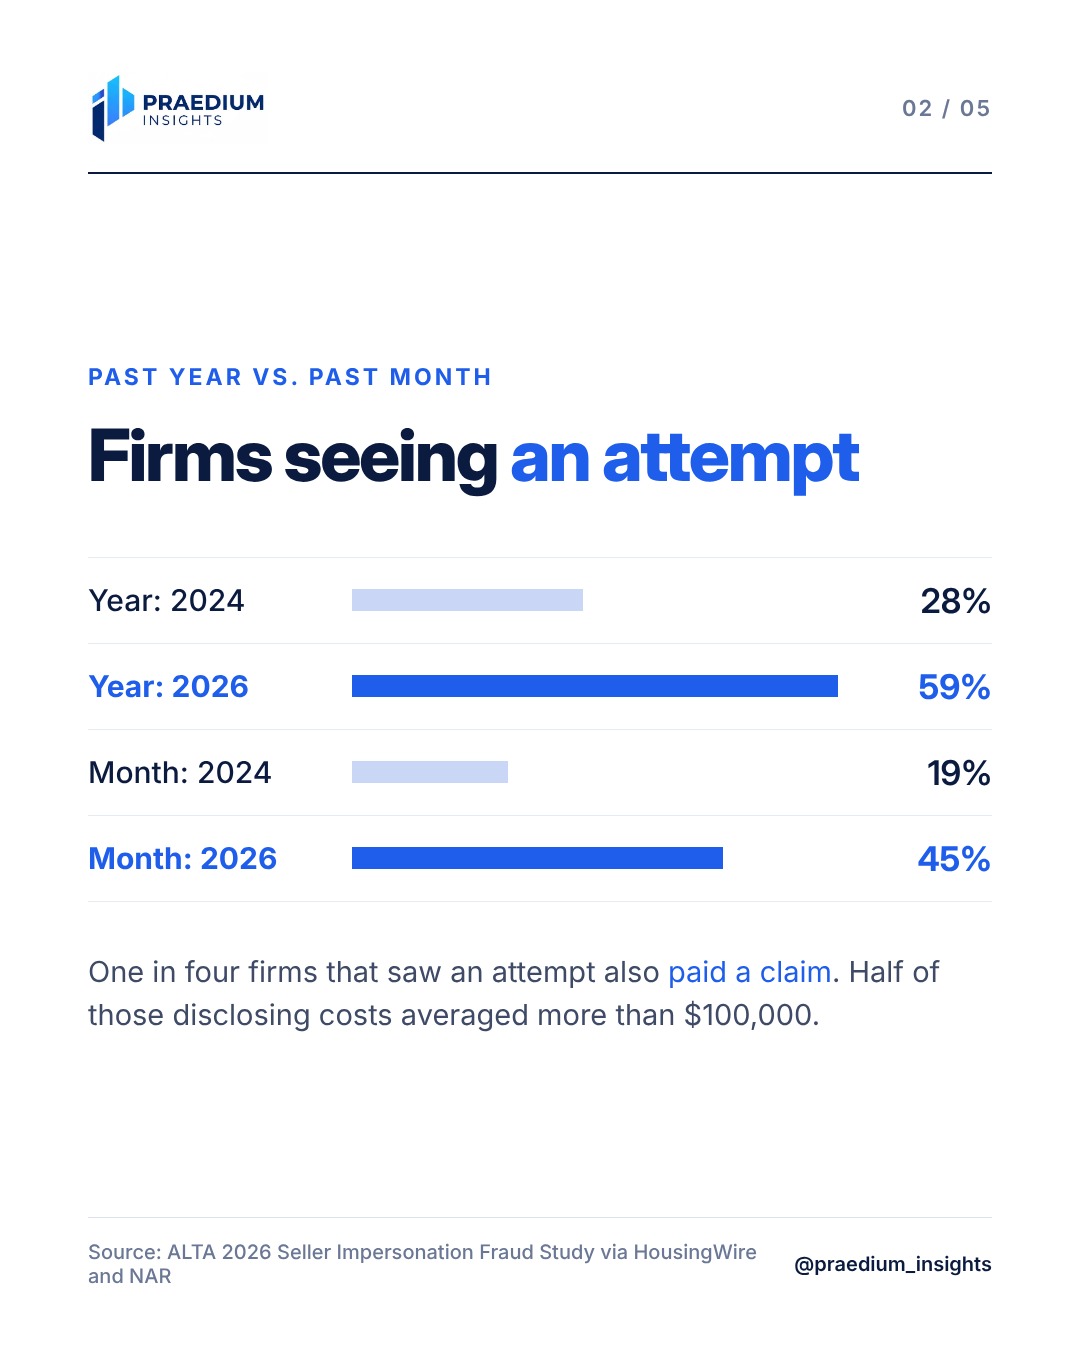 PRAEDIUM
INSIGHTS
02 / 05
PAST YEAR VS. PAST MONTH
Firms seeing an attempt
Year: 2024 28%
Year: 2026 59%
Month: 2024 19%
Month: 2026 45%
One in four firms that saw an attempt also paid a claim. Half of
those disclosing costs averaged more than $100,000.
Source: ALTA 2026 Seller Impersonation Fraud Study via HousingWire
and NAR
@praedium_insights